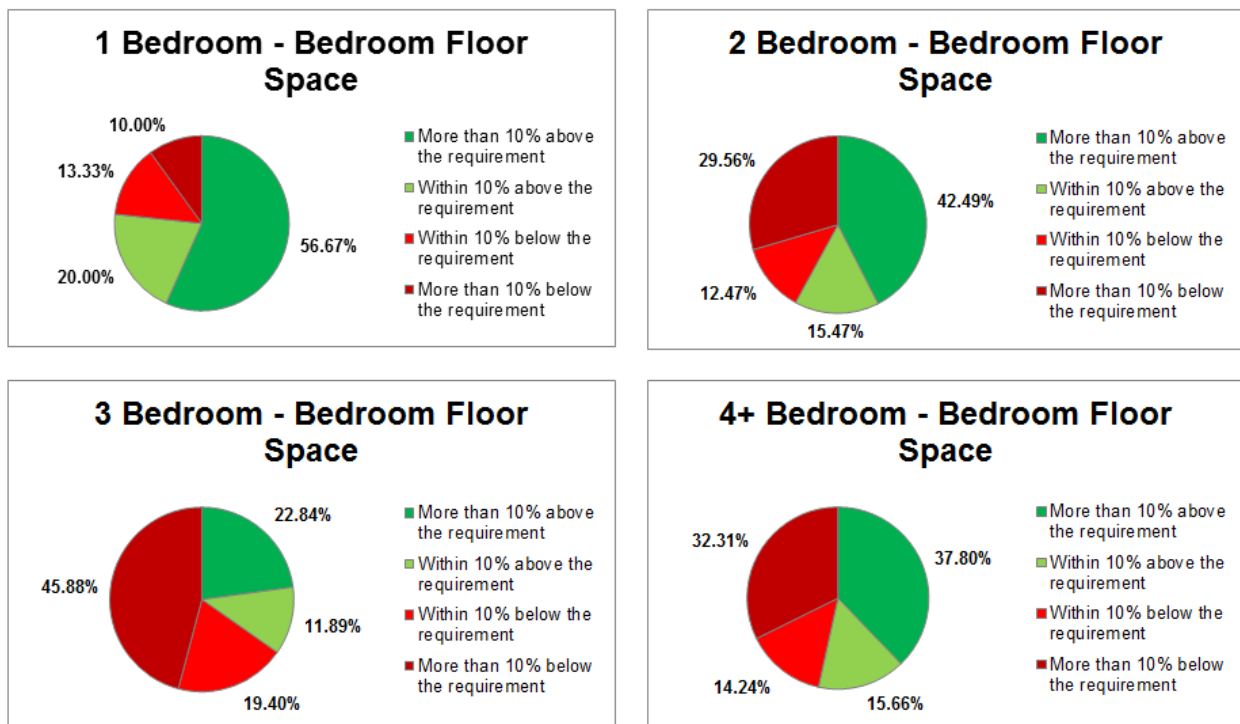 1 Bedroom - Bedroom Floor
Space
10.00%
13.33%
20.00%
56.67%
More than 10% above
the requirement
Within 10% above the
requirement
Within 10% below the
requirement
More than 10% below
the requirement
2 Bedroom - Bedroom Floor
Space
29.56%
12.47%
15.47%
42.49%
More than 10% above
the requirement
Within 10% above the
requirement
Within 10% below the
requirement
More than 10% below
the requirement
3 Bedroom - Bedroom Floor
Space
45.88%
22.84%
11.89%
19.40%
More than 10% above
the requirement
Within 10% above the
requirement
Within 10% below the
requirement
More than 10% below
the requirement
4+ Bedroom - Bedroom Floor
Space
32.31%
37.80%
14.24%
15.66%
More than 10% above
the requirement
Within 10% above the
requirement
Within 10% below the
requirement
More than 10% below
the requirement